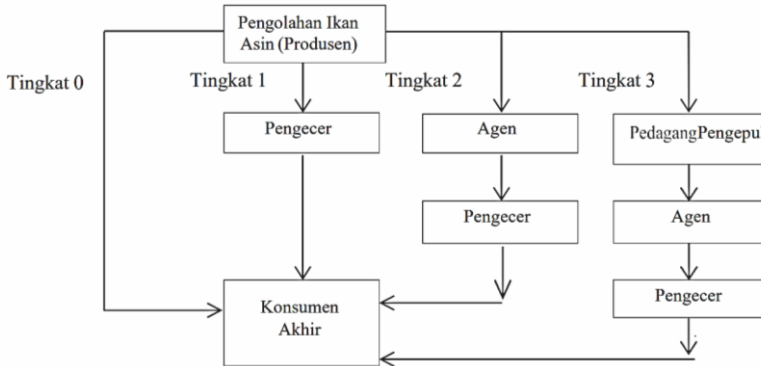 Pengolahan Ikan
Asin (Produsen)
Tingkat 0
Tingkat 1
Tingkat 2
Tingkat 3
Pengecer
Agen
PedagangPengepul
Pengecer
Agen
Pengecer
Konsumen
Akhir